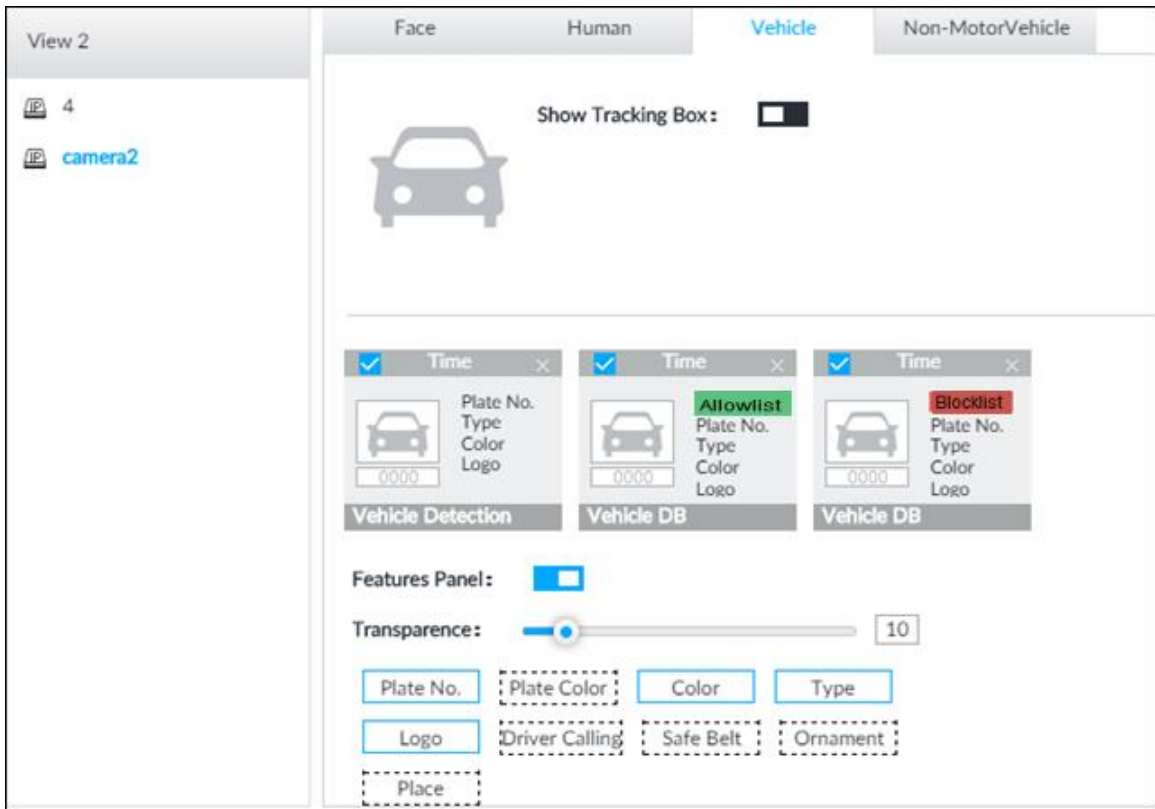 View 2
IP 4
IP camera2
Face Human Vehicle Non-MotorVehicle
Show Tracking Box:
Time ×
Plate No.
Type
Color
Logo
0000
Vehicle Detection
Time ×
Allowlist
Plate No.
Type
Color
Logo
0000
Vehicle DB
Time ×
Blocklist
Plate No.
Type
Color
Logo
0000
Vehicle DB
Features Panel:
Transparence: 10
Plate No. Plate Color Color Type
Logo Driver Calling Safe Belt Ornament
Place